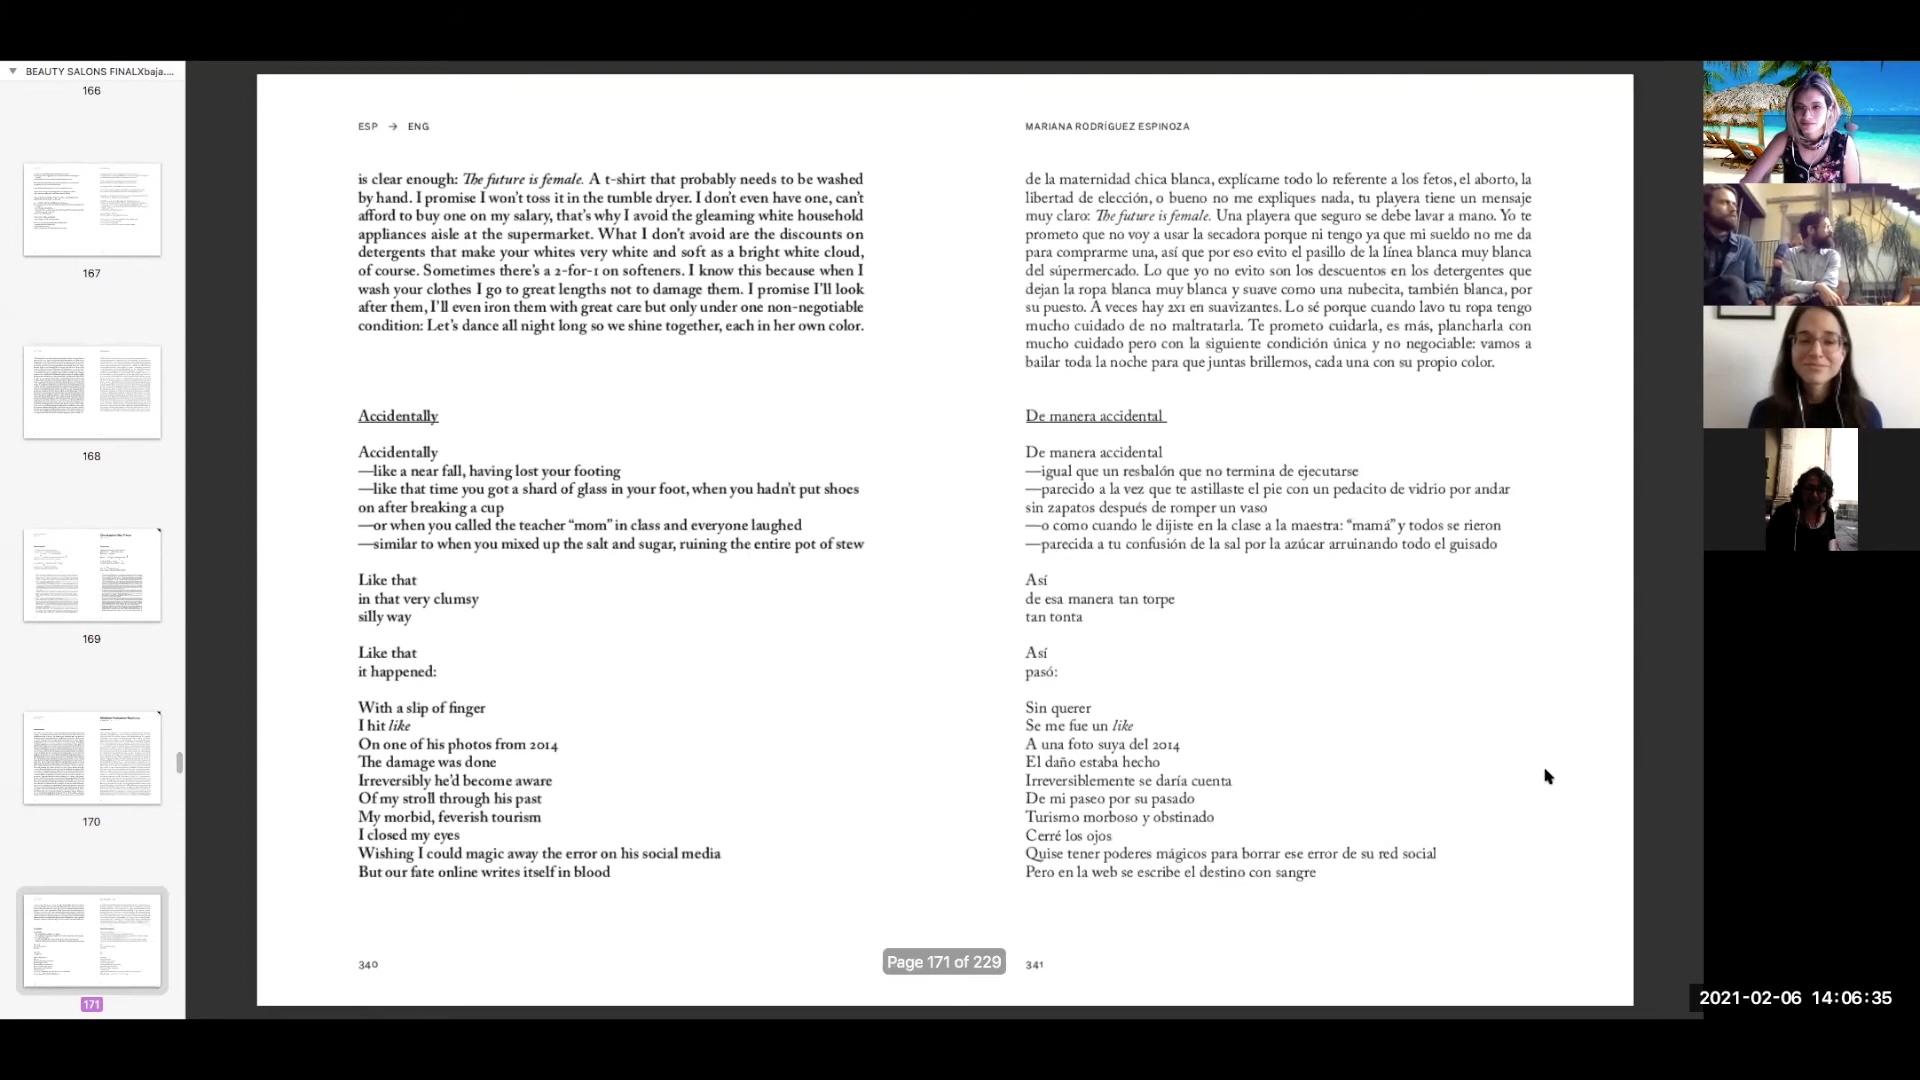 BEAUTY SALONS FINALXbaja....
166
167
168
169
170
171
ESP → ENG
is clear enough: The future is female. A t-shirt that probably needs to be washed
by hand. I promise I won't toss it in the tumble dryer. I don't even have one, can't
afford to buy one on my salary, that's why I avoid the gleaming white household
appliances aisle at the supermarket. What I don't avoid are the discounts on
detergents that make your whites very white and soft as a bright white cloud,
of course. Sometimes there's a 2-for-1 on softeners. I know this because when I
wash your clothes I go to great lengths not to damage them. I promise I'll look
after them, I'll even iron them with great care but only under one non-negotiable
condition: Let's dance all night long so we shine together, each in her own color.
Accidentally
Accidentally
—like a near fall, having lost your footing
—like that time you got a shard of glass in your foot, when you hadn't put shoes
on after breaking a cup
—or when you called the teacher “mom” in class and everyone laughed
—similar to when you mixed up the salt and sugar, ruining the entire pot of stew
Like that
in that very clumsy
silly way
Like that
it happened:
With a slip of finger
I hit like
On one of his photos from 2014
The damage was done
Irreversibly he'd become aware
Of my stroll through his past
My morbid, feverish tourism
I closed my eyes
Wishing I could magic away the error on his social media
But our fate online writes itself in blood
340
MARIANA RODRÍGUEZ ESPINOZA
de la maternidad chica blanca, explícame todo lo referente a los fetos, el aborto, la
libertad de elección, o bueno no me expliques nada, tu playera tiene un mensaje
muy claro: The future is female. Una playera que seguro se debe lavar a mano. Yo te
prometo que no voy a usar la secadora porque ni tengo ya que mi sueldo no me da
para comprarme una, así que por eso evito el pasillo de la línea blanca muy blanca
del súpermercado. Lo que yo no evito son los descuentos en los detergentes que
dejan la ropa blanca muy blanca y suave como una nubecita, también blanca, por
su puesto. A veces hay 2x1 en suavizantes. Lo sé porque cuando lavo tu ropa tengo
mucho cuidado de no maltratarla. Te prometo cuidarla, es más, plancharla con
mucho cuidado pero con la siguiente condición única y no negociable: vamos a
bailar toda la noche para que juntas brillemos, cada una con su propio color.
De manera accidental
De manera accidental
—igual que un resbalón que no termina de ejecutarse
—parecido a la vez que te astillaste el pie con un pedacito de vidrio por andar
sin zapatos después de romper un vaso
—o como cuando le dijiste en la clase a la maestra: “mamá” y todos se rieron
—parecida a tu confusión de la sal por la azúcar arruinando todo el guisado
Así
de esa manera tan torpe
tan tonta
Así
pasó:
Sin querer
Se me fue un like
A una foto suya del 2014
El daño estaba hecho
Irreversiblemente se daría cuenta
De mi paseo por su pasado
Turismo morboso y obstinado
Cerré los ojos
Quise tener poderes mágicos para borrar ese error de su red social
Pero en la web se escribe el destino con sangre
341
Page 171 of 229
2021-02-06 14:06:35